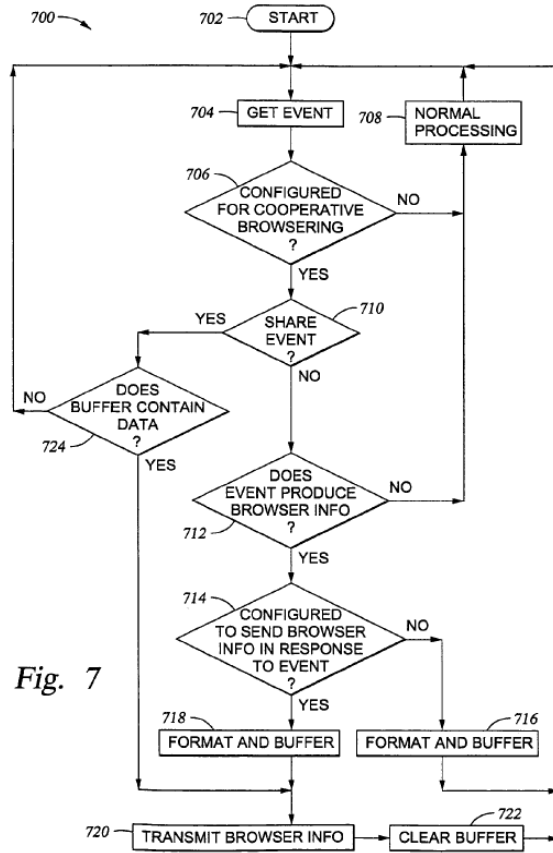 700
702
START
704
GET EVENT
708
NORMAL
PROCESSING
706
CONFIGURED
FOR COOPERATIVE
BROWSERING
?
NO
YES
710
SHARE
EVENT
?
YES
NO
DOES
BUFFER CONTAIN
DATA
?
NO
724
YES
DOES
EVENT PRODUCE
BROWSER INFO
?
NO
712
YES
714
CONFIGURED
TO SEND BROWSER
INFO IN RESPONSE
TO EVENT
?
NO
YES
Fig. 7
718
FORMAT AND BUFFER
716
FORMAT AND BUFFER
720
TRANSMIT BROWSER INFO
722
CLEAR BUFFER